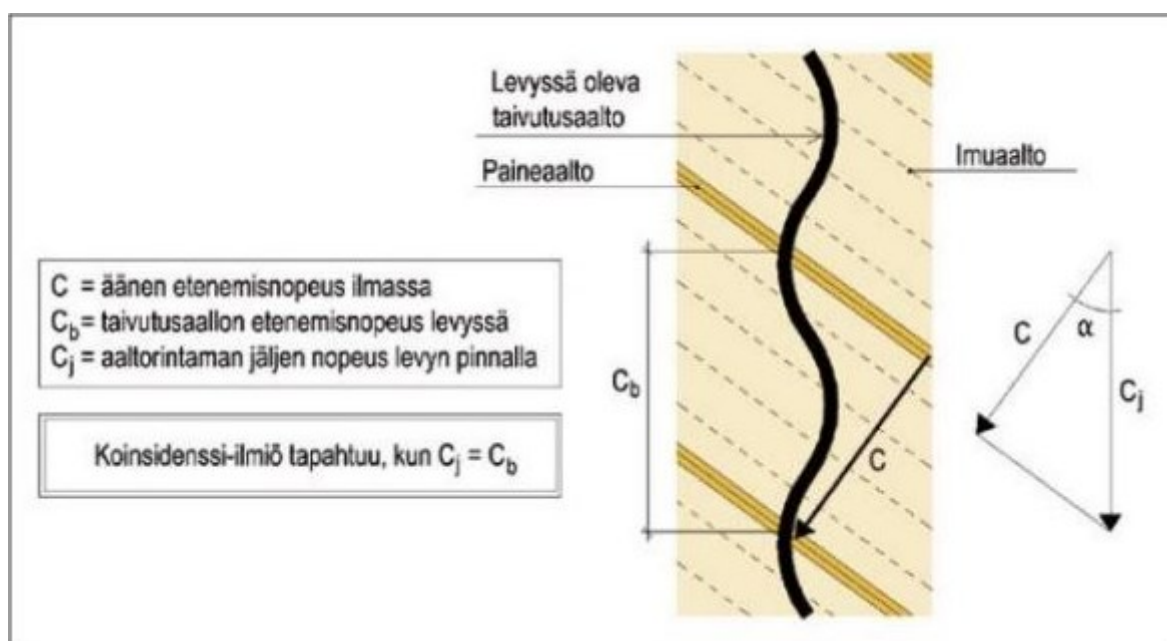 Levyssä oleva
taivutusaalto
Paineaalto
Imuaalto
C = äänen etenemisnopeus ilmassa
Cb = taivutusaallon etenemisnopeus levyssä
Cj = aaltorintaman jäljen nopeus levyn pinnalla
Koinsidenssi-ilmiö tapahtuu, kun Cj = Cb
Cb
C
C
α
Cj